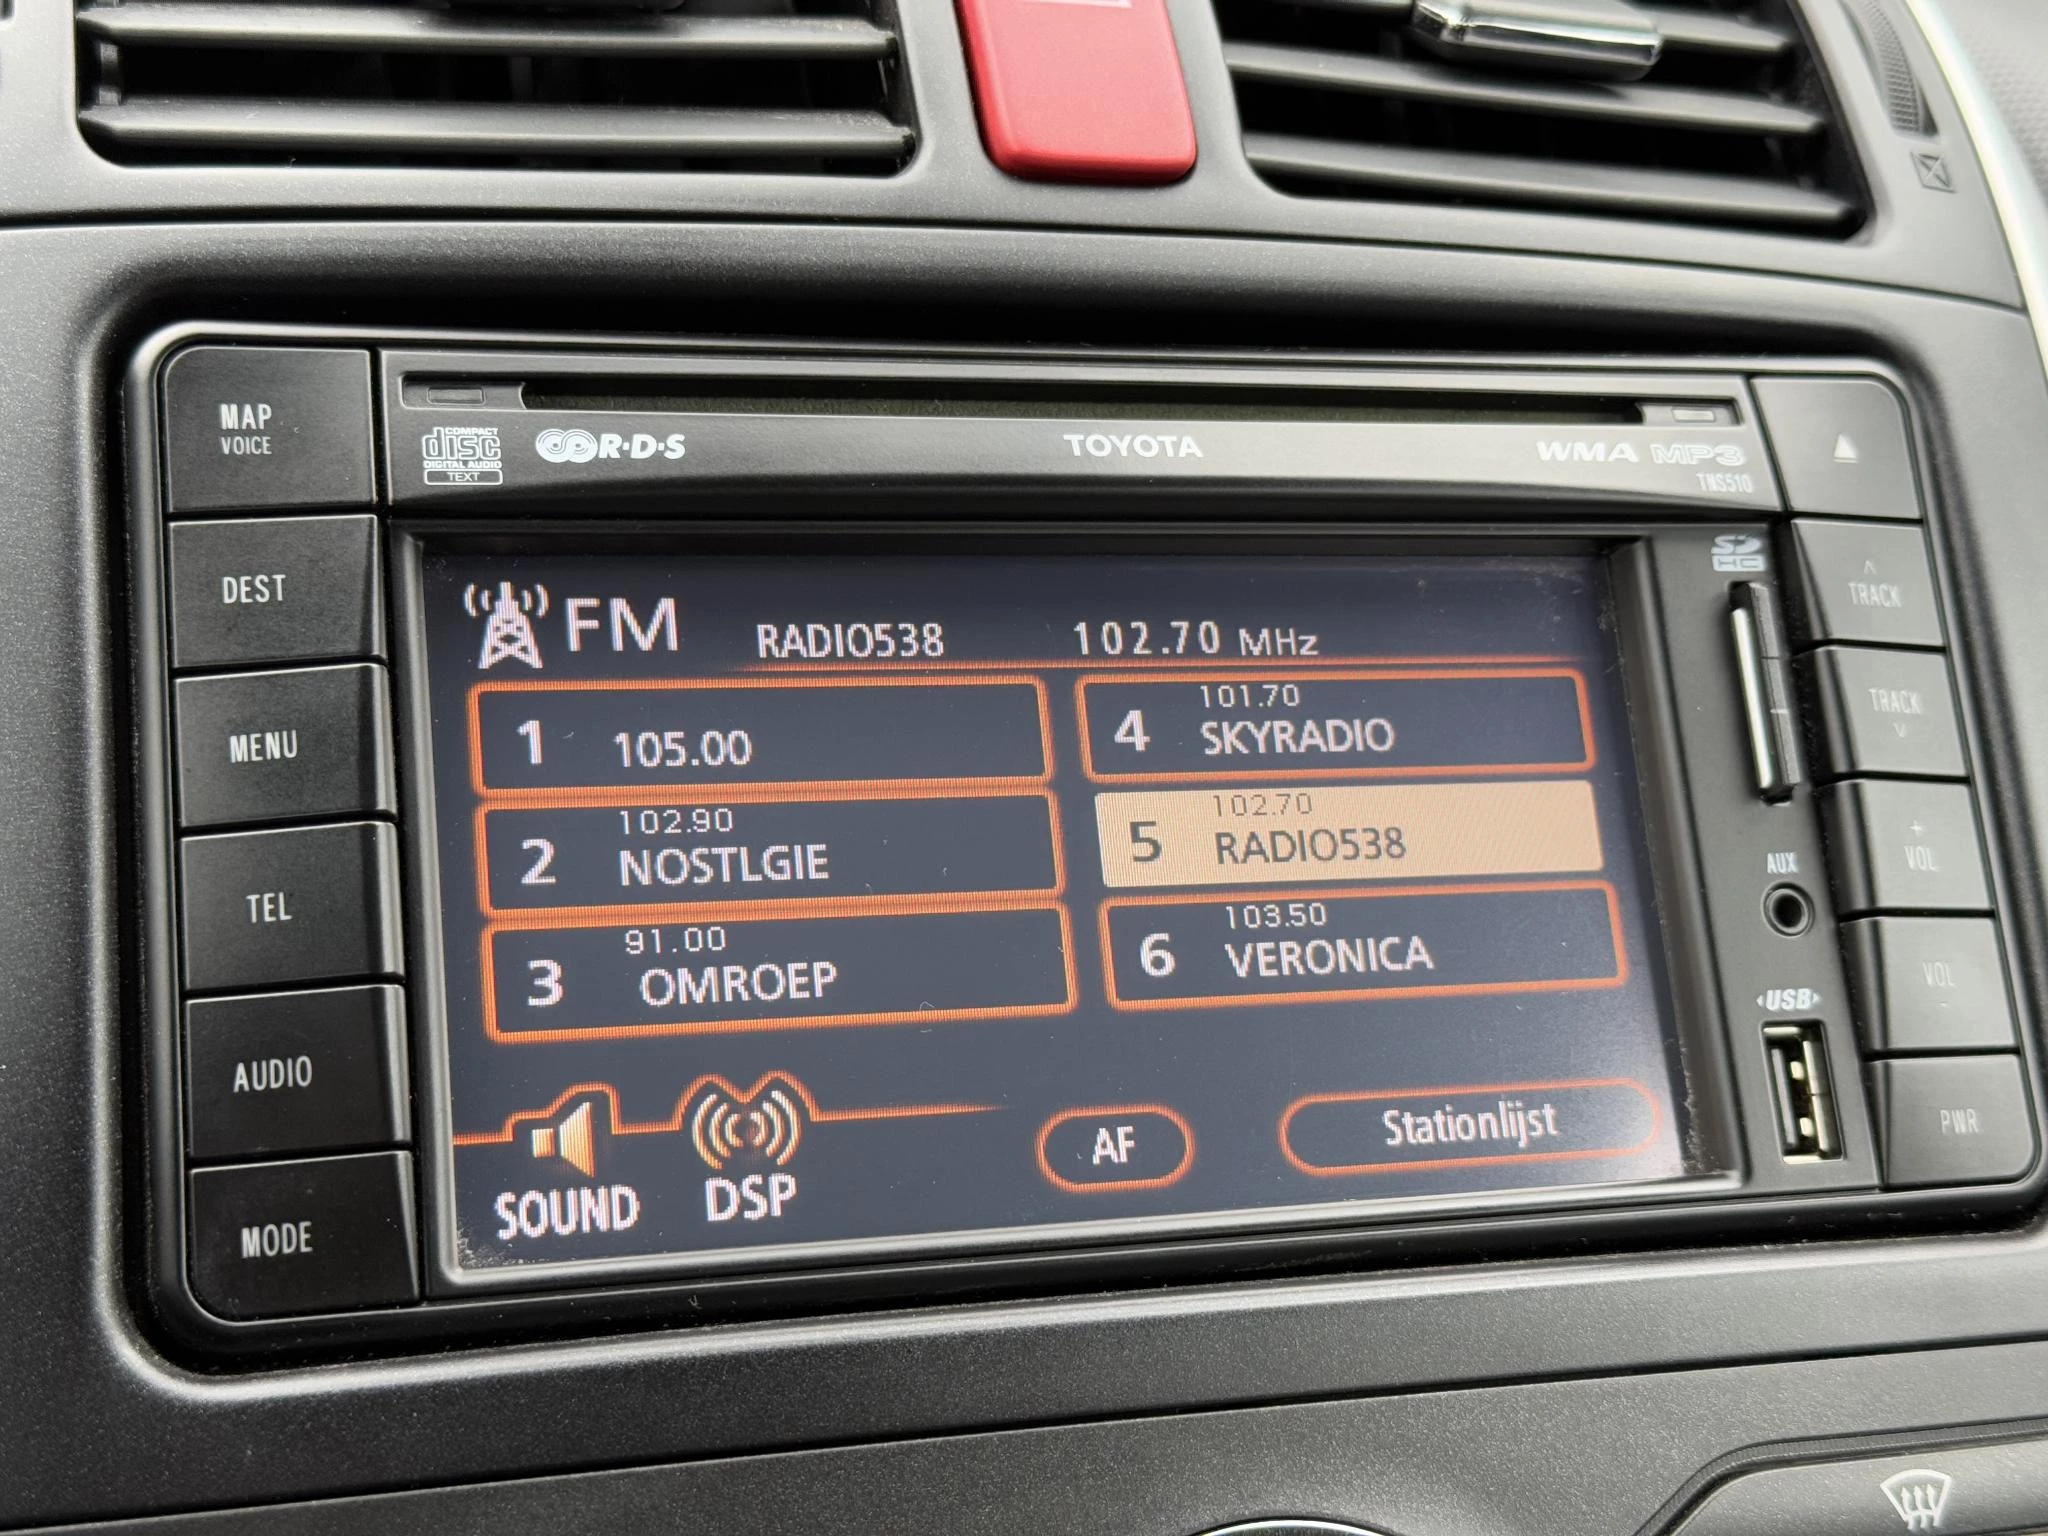 MAP
VOICE
COMPACT
disc
DIGITAL AUDIO
TEXT
R·D·S
TOYOTA
WMA MP3
TNS510
DEST
MENU
TEL
AUDIO
MODE
FM RADIO538 102.70 MHz
1 105.00
2 102.90
NOSTLGIE
3 91.00
OMROEP
4 101.70
SKYRADIO
5 102.70
RADIO538
6 103.50
VERONICA
SOUND
DSP
AF
Stationlijst
SD
HC
AUX
USB
TRACK
TRACK
+
VOL
VOL
-
PWR